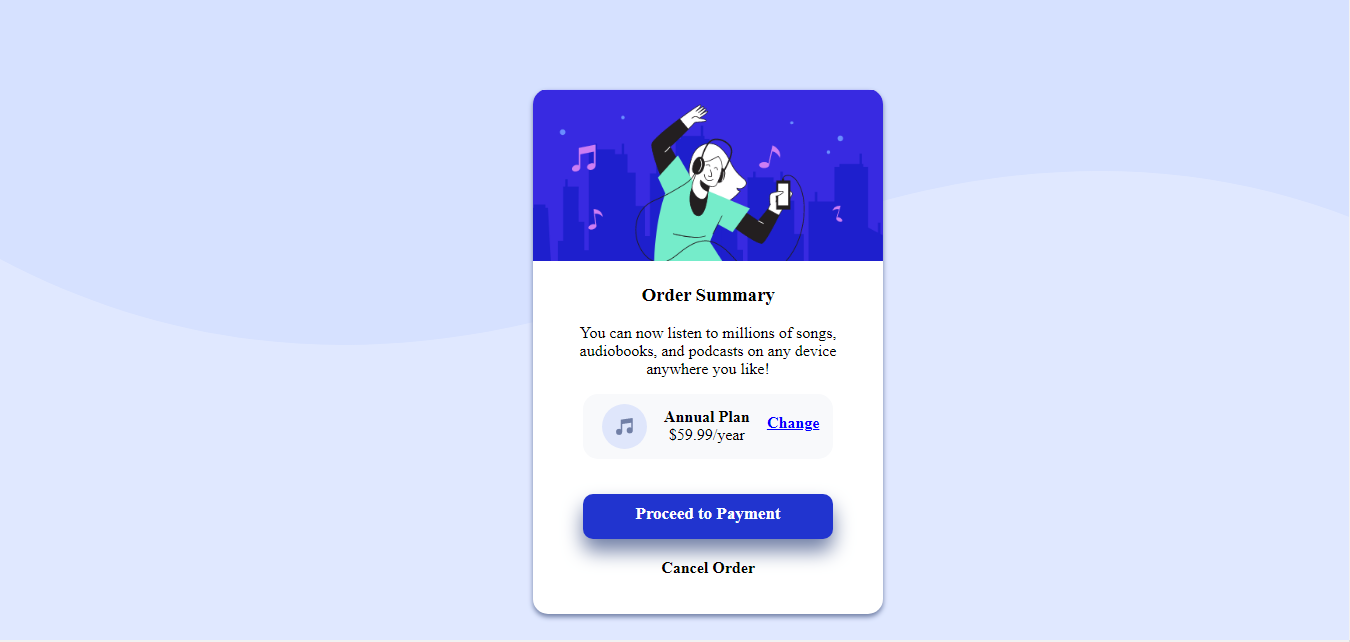 Order Summary
You can now listen to millions of songs,
audiobooks, and podcasts on any device
anywhere you like!
Annual Plan
$59.99/year
Change
Proceed to Payment
Cancel Order